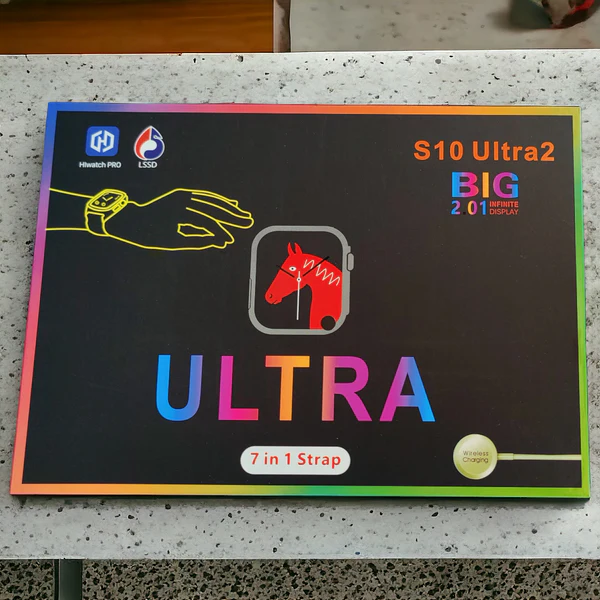 Hiwatch PRO
LSSD
S10 Ultra2
BIG
2.01 INFINITE
DISPLAY
ULTRA
7 in 1 Strap
Wireless
Charging